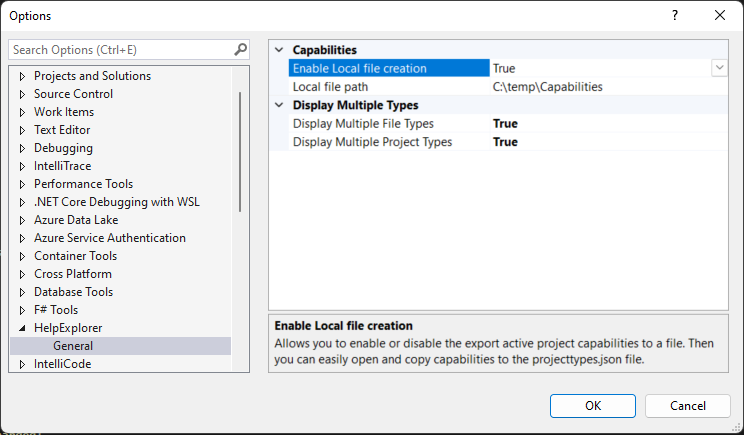 Options
?
Search Options (Ctrl+E)
Projects and Solutions
Source Control
Work Items
Text Editor
Debugging
IntelliTrace
Performance Tools
.NET Core Debugging with WSL
Azure Data Lake
Azure Service Authentication
Container Tools
Cross Platform
Database Tools
F# Tools
HelpExplorer
General
IntelliCode
Capabilities
Enable Local file creation True
Local file path C:\temp\Capabilities
Display Multiple Types
Display Multiple File Types True
Display Multiple Project Types True
Enable Local file creation
Allows you to enable or disable the export active project capabilities to a file. Then
you can easily open and copy capabilities to the projecttypes.json file.
OK Cancel